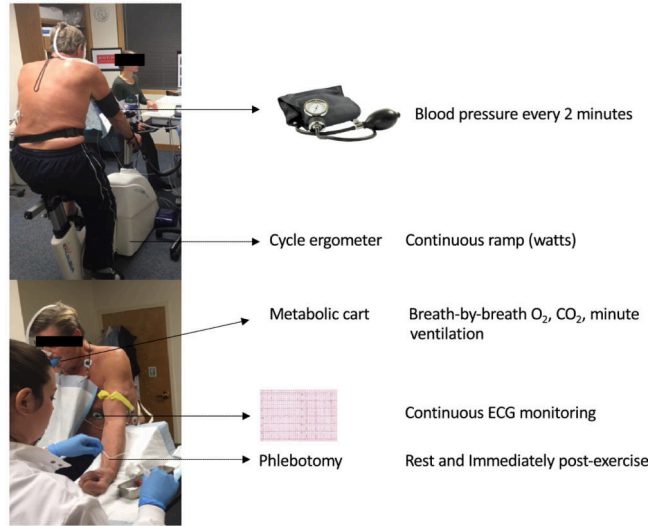 Blood pressure every 2 minutes
Cycle ergometer Continuous ramp (watts)
Metabolic cart Breath-by-breath O₂, CO₂, minute
ventilation
Continuous ECG monitoring
Phlebotomy Rest and Immediately post-exercise